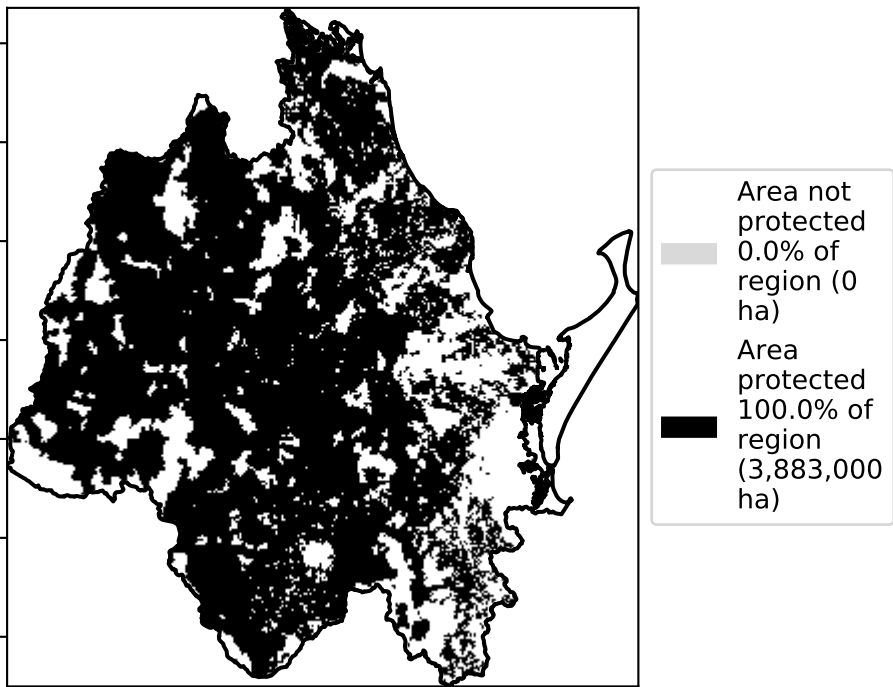 Area not
protected
0.0% of
region (0
ha)
Area
protected
100.0% of
region
(3,883,000
ha)